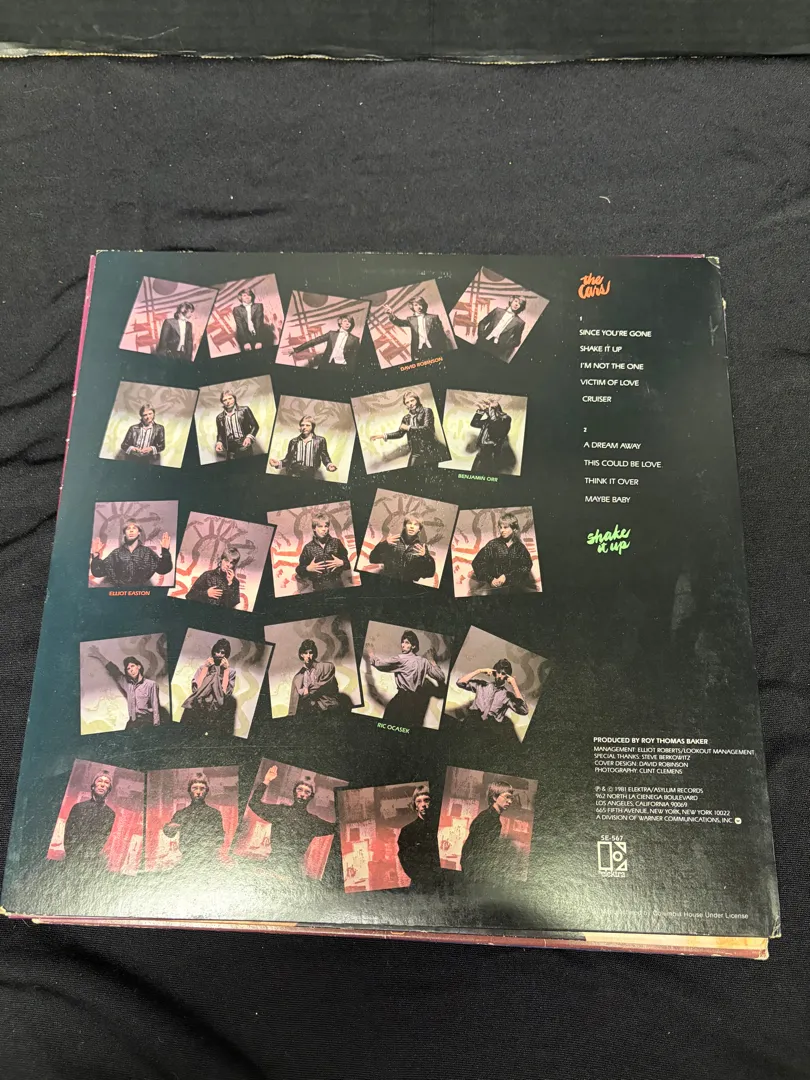 the
Cars
1
SINCE YOU'RE GONE
SHAKE IT UP
I'M NOT THE ONE
VICTIM OF LOVE
CRUISER
2
A DREAM AWAY
THIS COULD BE LOVE
THINK IT OVER
MAYBE BABY
shake
it up
DAVID ROBINSON
BENJAMIN ORR
ELLIOT EASTON
RIC OCASEK
PRODUCED BY ROY THOMAS BAKER
MANAGEMENT: ELLIOT ROBERTS/LOOKOUT MANAGEMENT
SPECIAL THANKS: STEVE BERKOWITZ
COVER DESIGN: DAVID ROBINSON
PHOTOGRAPHY: CLINT CLEMENS
℗ & © 1981 ELEKTRA/ASYLUM RECORDS
962 NORTH LA CIENEGA BOULEVARD
LOS ANGELES, CALIFORNIA 90069
665 FIFTH AVENUE, NEW YORK, NEW YORK 10022
A DIVISION OF WARNER COMMUNICATIONS, INC
SE-567
elektra
Columbia House Under License